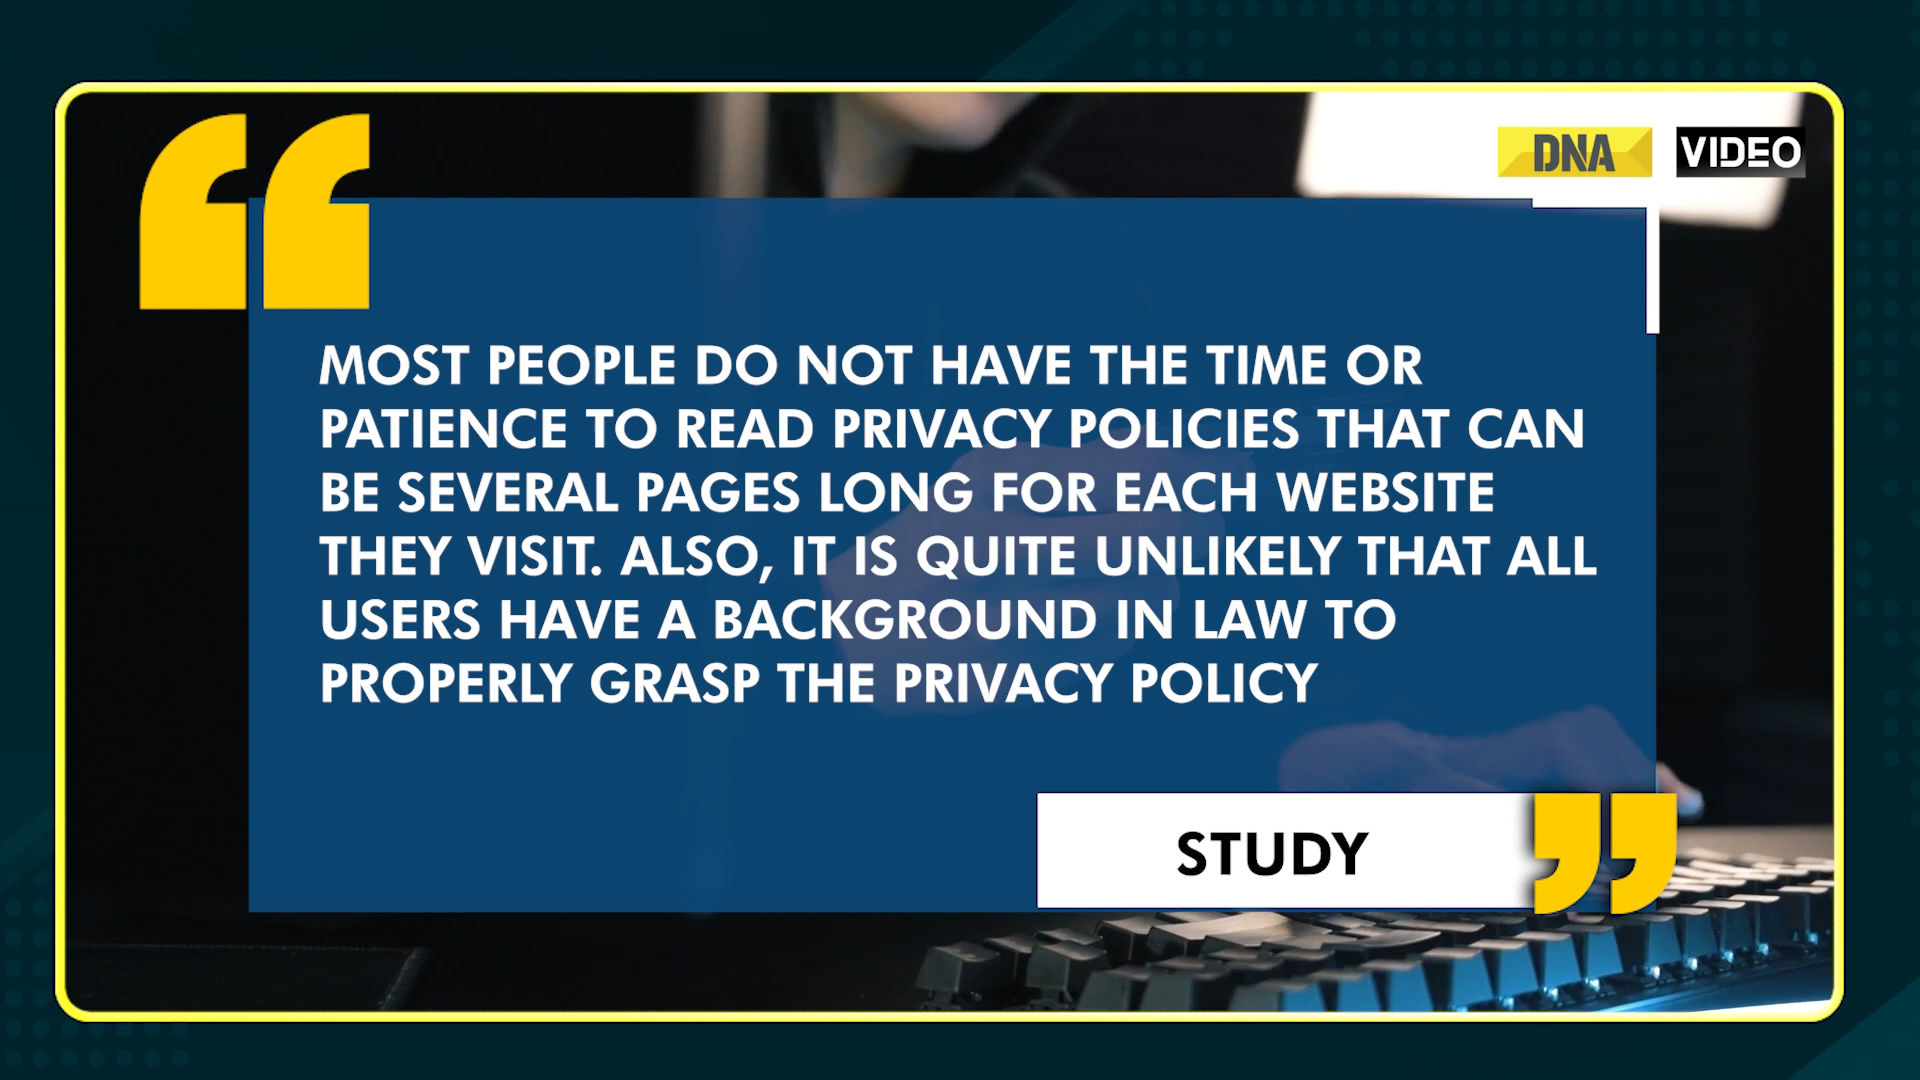 DNA VIDEO
MOST PEOPLE DO NOT HAVE THE TIME OR
PATIENCE TO READ PRIVACY POLICIES THAT CAN
BE SEVERAL PAGES LONG FOR EACH WEBSITE
THEY VISIT. ALSO, IT IS QUITE UNLIKELY THAT ALL
USERS HAVE A BACKGROUND IN LAW TO
PROPERLY GRASP THE PRIVACY POLICY
STUDY